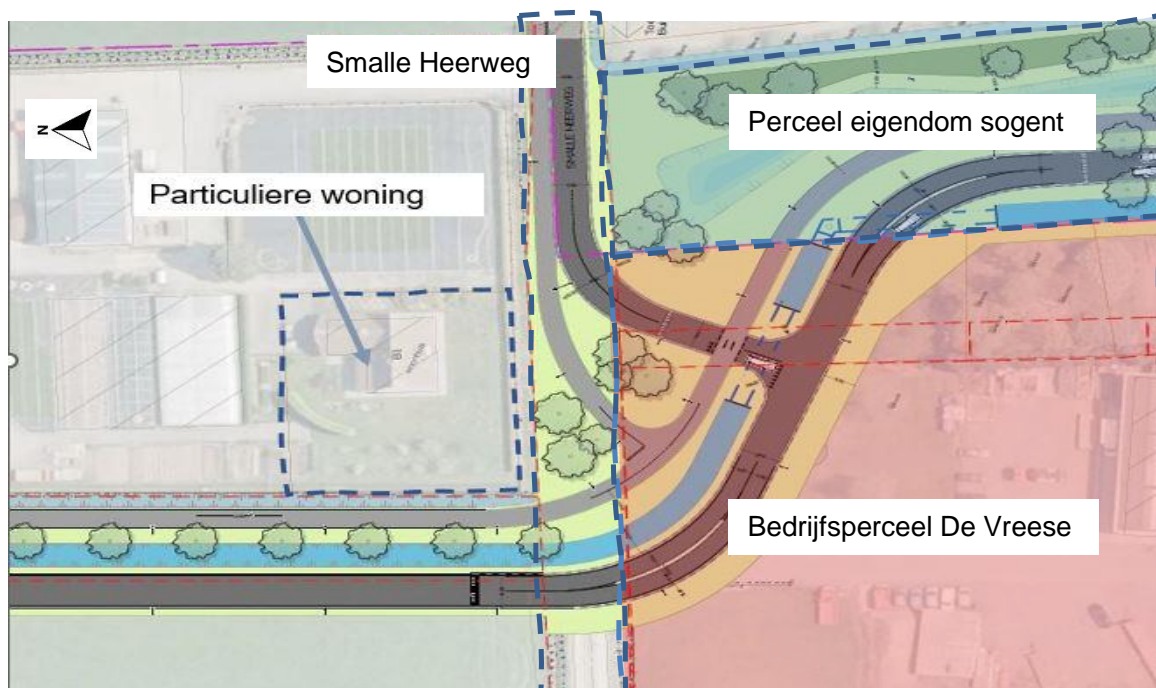 Smalle Heerweg
Perceel eigendom sogent
N
SMALLE HEERWEG
Particuliere woning
Bedrijfsperceel De Vreese